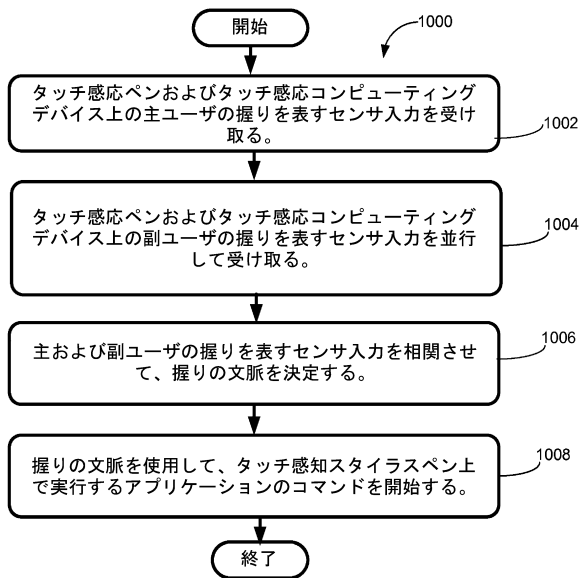 開始
1000
タッチ感応ペンおよびタッチ感応コンピューティング
デバイス上の主ユーザの握りを表すセンサ入力を受け
取る。
1002
タッチ感応ペンおよびタッチ感応コンピューティング
デバイス上の副ユーザの握りを表すセンサ入力を並行
して受け取る。
1004
主および副ユーザの握りを表すセンサ入力を相関させ
て、握りの文脈を決定する。
1006
握りの文脈を使用して、タッチ感知スタイラスペン上
で実行するアプリケーションのコマンドを開始する。
1008
終了